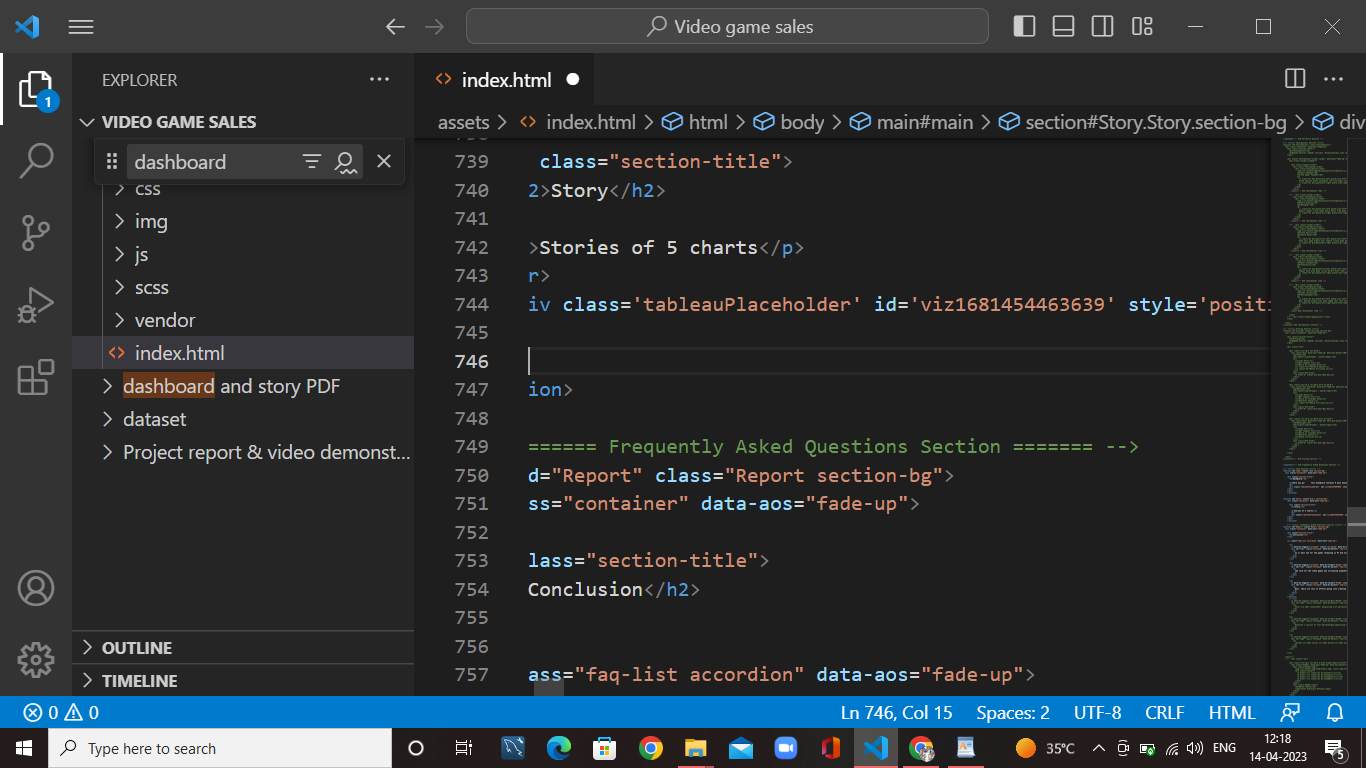 Video game sales
EXPLORER
index.html
1
VIDEO GAME SALES
assets > index.html > html > body > main#main > section#Story.Story.section-bg > div
dashboard
css
img
js
scss
vendor
index.html
dashboard and story PDF
dataset
Project report & video demonst...
OUTLINE
TIMELINE
739 class="section-title">
740 2>Story</h2>
741
742 >Stories of 5 charts</p>
743 r>
744 iv class='tableauPlaceholder' id='viz1681454463639' style='positi
745
746
747 ion>
748
749 ====== Frequently Asked Questions Section ======= -->
750 d="Report" class="Report section-bg">
751 ss="container" data-aos="fade-up">
752
753 lass="section-title">
754 Conclusion</h2>
755
756
757 ass="faq-list accordion" data-aos="fade-up">
0 0
Ln 746, Col 15 Spaces: 2 UTF-8 CRLF HTML
Type here to search
35°C
ENG
12:18
14-04-2023
5